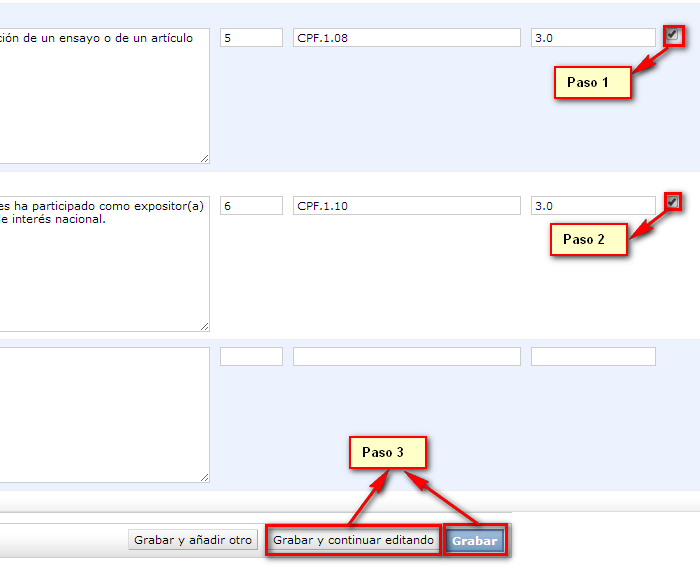 ción de un ensayo o de un artículo
5
CPF.1.08
3.0
Paso 1
es ha participado como expositor(a)
e interés nacional.
6
CPF.1.10
3.0
Paso 2
Paso 3
Grabar y añadir otro
Grabar y continuar editando
Grabar